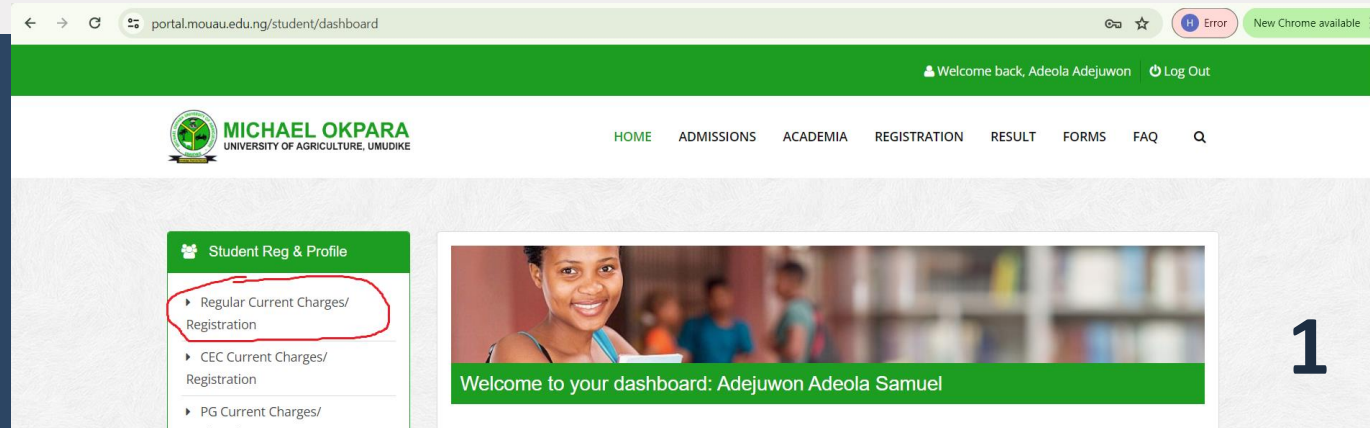 portal.mouau.edu.ng/student/dashboard
H Error
New Chrome available
Welcome back, Adeola Adejuwon Log Out
MICHAEL OKPARA
UNIVERSITY OF AGRICULTURE, UMUDIKE
HOME ADMISSIONS ACADEMIA REGISTRATION RESULT FORMS FAQ
Student Reg & Profile
Regular Current Charges/
Registration
CEC Current Charges/
Registration
PG Current Charges/
Welcome to your dashboard: Adejuwon Adeola Samuel
1